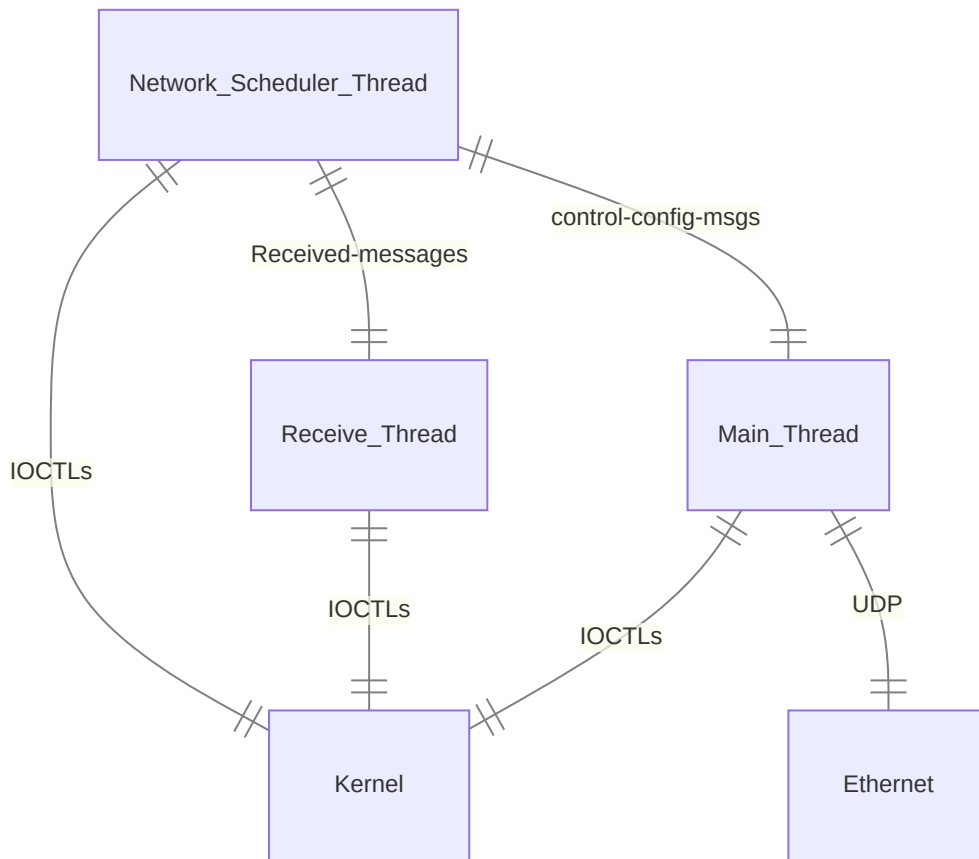 Network_Scheduler_Thread
control-config-msgs
Received-messages
Receive_Thread
Main_Thread
IOCTLs
IOCTLs
IOCTLs
UDP
Kernel
Ethernet